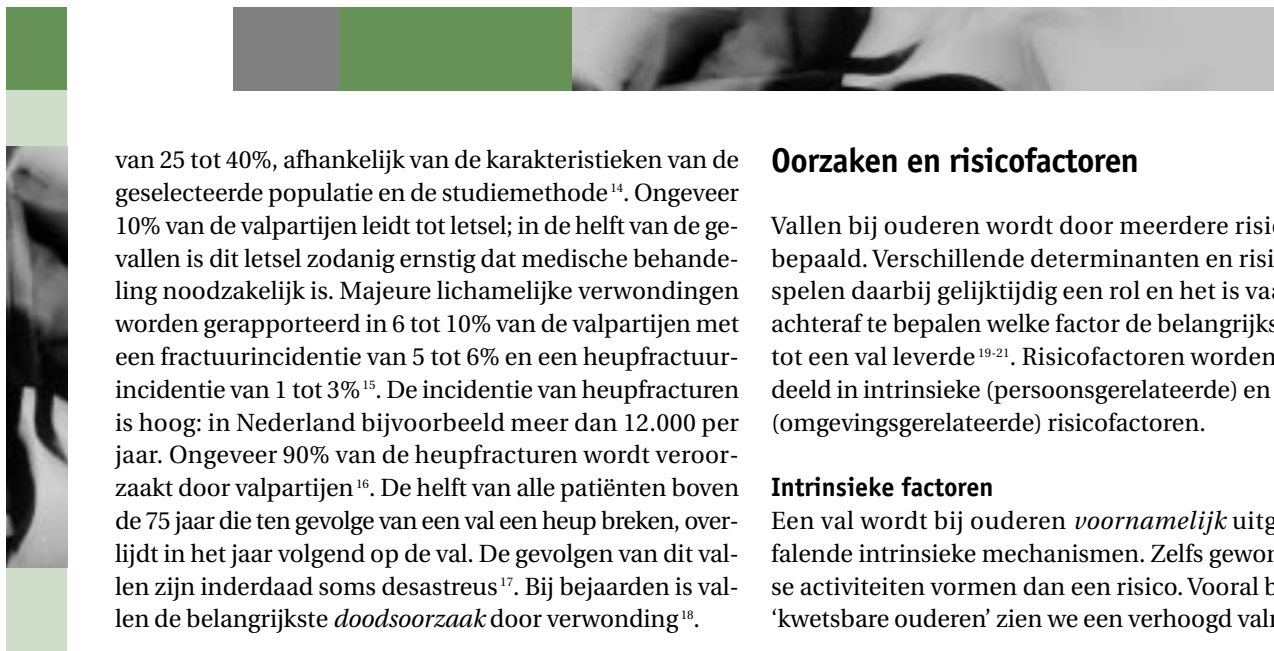 van 25 tot 40%, afhankelijk van de karakteristieken van de
geselecteerde populatie en de studiemethode 14. Ongeveer
10% van de valpartijen leidt tot letsel; in de helft van de ge-
vallen is dit letsel zodanig ernstig dat medische behande-
ling noodzakelijk is. Majeure lichamelijke verwondingen
worden gerapporteerd in 6 tot 10% van de valpartijen met
een fractuurincidentie van 5 tot 6% en een heupfractuur-
incidentie van 1 tot 3% 15. De incidentie van heupfracturen
is hoog: in Nederland bijvoorbeeld meer dan 12.000 per
jaar. Ongeveer 90% van de heupfracturen wordt veroor-
zaakt door valpartijen 16. De helft van alle patiënten boven
de 75 jaar die ten gevolge van een val een heup breken, over-
lijdt in het jaar volgend op de val. De gevolgen van dit val-
len zijn inderdaad soms desastreus 17. Bij bejaarden is val-
len de belangrijkste doodsoorzaak door verwonding 18.
Oorzaken en risicofactoren
Vallen bij ouderen wordt door meerdere
bepaald. Verschillende determinanten en
spelen daarbij gelijktijdig een rol en het is
achteraf te bepalen welke factor de
tot een val leverde 19-21. Risicofactoren worden
deeld in intrinsieke (persoonsgerelateerde) en
(omgevingsgerelateerde) risicofactoren.
Intrinsieke factoren
Een val wordt bij ouderen voornamelijk
falende intrinsieke mechanismen. Zelfs
se activiteiten vormen dan een risico. Vooral
'kwetsbare ouderen' zien we een verhoogd